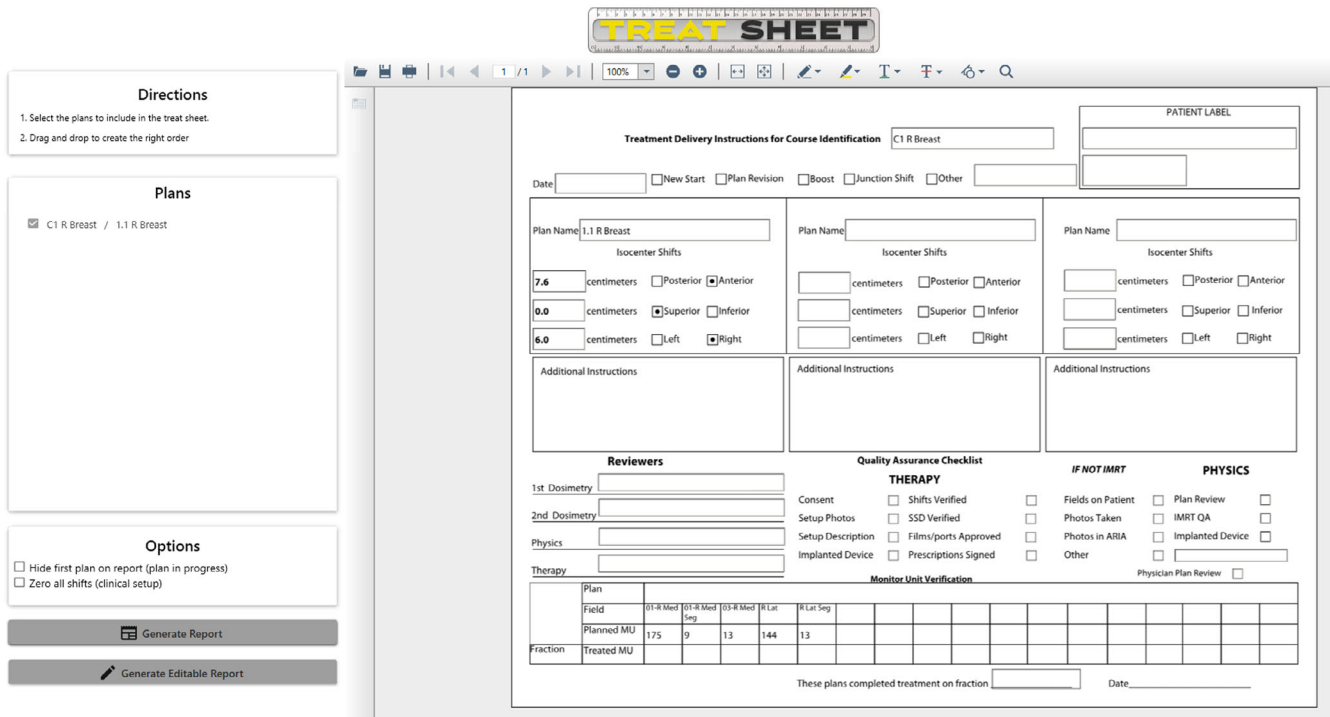 TREAT SHEET
1 / 1 100%
Directions
1. Select the plans to include in the treat sheet.
2. Drag and drop to create the right order
Plans
C1 R Breast / 1.1 R Breast
Options
Hide first plan on report (plan in progress)
Zero all shifts (clinical setup)
Generate Report
Generate Editable Report
PATIENT LABEL
Treatment Delivery Instructions for Course Identification C1 R Breast
Date New Start Plan Revision Boost Junction Shift Other
Plan Name 1.1 R Breast
Isocenter Shifts
7.6 centimeters Posterior Anterior
0.0 centimeters Superior Inferior
6.0 centimeters Left Right
Plan Name
Isocenter Shifts
centimeters Posterior Anterior
centimeters Superior Inferior
centimeters Left Right
Plan Name
Isocenter Shifts
centimeters Posterior Anterior
centimeters Superior Inferior
centimeters Left Right
Additional Instructions
Additional Instructions
Additional Instructions
Reviewers
1st Dosimetry
2nd Dosimetry
Physics
Therapy
Quality Assurance Checklist
THERAPY
Consent Shifts Verified
Setup Photos SSD Verified
Setup Description Films/ports Approved
Implanted Device Prescriptions Signed
IF NOT IMRT
Fields on Patient
Photos Taken
Photos in ARIA
Other
PHYSICS
Plan Review
IMRT QA
Implanted Device
Physician Plan Review
Monitor Unit Verification
Plan
Field 01-R Med 01-R Med Seg 03-R Med R Lat R Lat Seg
Planned MU 175 9 13 144 13
Fraction Treated MU
These plans completed treatment on fraction Date